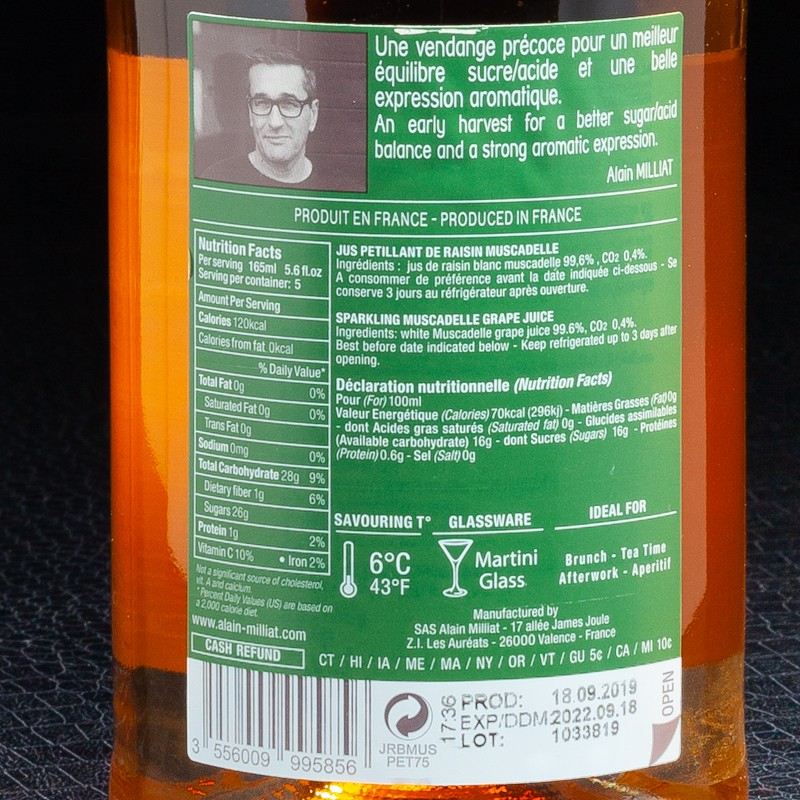 Une vendange précoce pour un meilleur
équilibre sucre/acide et une belle
expression aromatique.
An early harvest for a better sugar/acid
balance and a strong aromatic expression.
Alain MILLIAT
PRODUIT EN FRANCE - PRODUCED IN FRANCE
Nutrition Facts
Per serving 165ml 5.6 fl.oz
Serving per container: 5
Amount Per Serving
Calories 120kcal
Calories from fat. 0kcal
% Daily Value*
Total Fat 0g 0%
Saturated Fat 0g 0%
Trans Fat 0g
Sodium 0mg 0%
Total Carbohydrate 28g 9%
Dietary fiber 1g 6%
Sugars 26g
Protein 1g 2%
Vitamin C 10% • Iron 2%
Not a significant source of cholesterol,
vit. A and calcium.
* Percent Daily Values (US) are based on
a 2,000 calorie diet.
www.alain-milliat.com
JUS PETILLANT DE RAISIN MUSCADELLE
Ingrédients : jus de raisin blanc muscadelle 99,6% , CO2 0,4%.
A consommer de préférence avant la date indiquée ci-dessous - Se
conserve 3 jours au réfrigérateur après ouverture.
SPARKLING MUSCADELLE GRAPE JUICE
Ingredients: white Muscadelle grape juice 99.6%, CO2 0,4%.
Best before date indicated below - Keep refrigerated up to 3 days after
opening.
Déclaration nutritionnelle (Nutrition Facts)
Pour (For) 100ml
Valeur Energétique (Calories) 70kcal (296kj) - Matières Grasses (Fat)0g
- dont Acides gras saturés (Saturated fat) 0g - Glucides assimilables
(Available carbohydrate) 16g - dont Sucres (Sugars) 16g - Protéines
(Protein) 0.6g - Sel (Salt) 0g
SAVOURING T° GLASSWARE IDEAL FOR
6°C
43°F
Martini
Glass
Brunch - Tea Time
Afterwork - Aperitif
Manufactured by
SAS Alain Milliat - 17 allée James Joule
Z.I. Les Auréats - 26000 Valence - France
CASH REFUND CT / HI / IA / ME / MA / NY / OR / VT / GU 5¢ / CA / MI 10¢
3 556009 995856
JRBMUS
PET75
17:36
PROD: 18.09.2019
EXP/DDM:2022.09.18
LOT: 1033819
OPEN